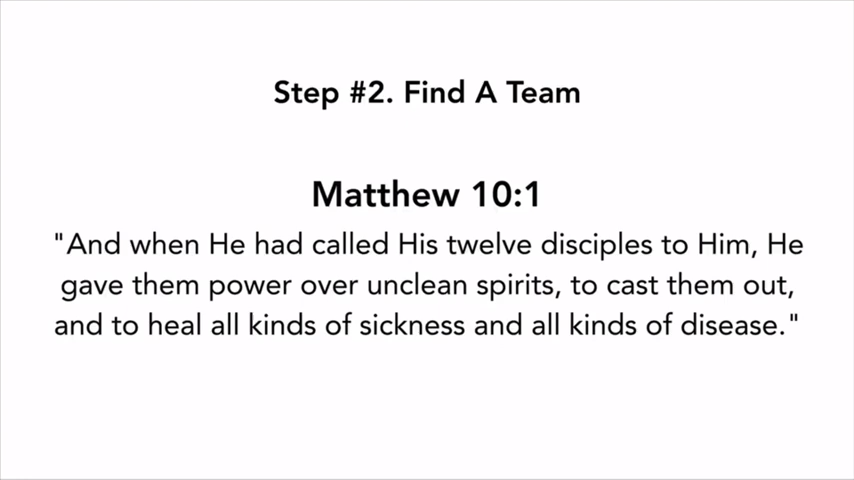 Step #2. Find A Team
Matthew 10:1
"And when He had called His twelve disciples to Him, He
gave them power over unclean spirits, to cast them out,
and to heal all kinds of sickness and all kinds of disease."